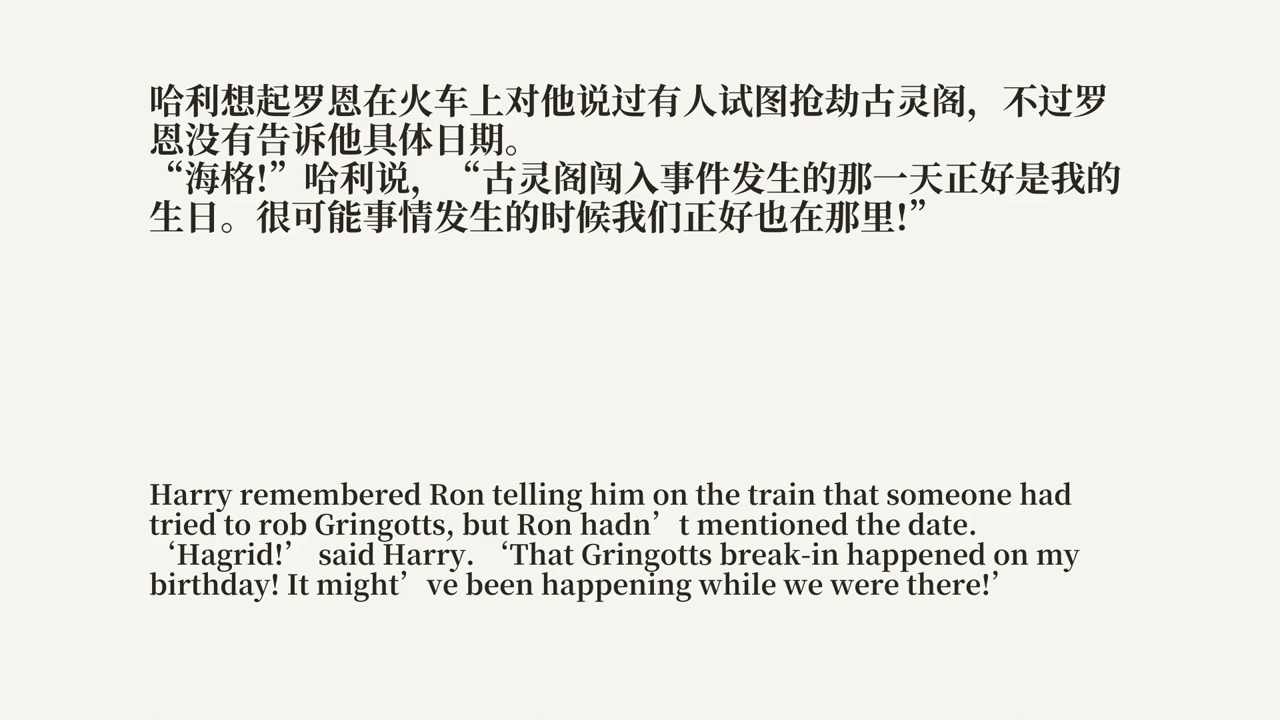 哈利想起罗恩在火车上对他说过有人试图抢劫古灵阁，不过罗
恩没有告诉他具体日期。
“海格!”哈利说，“古灵阁闯入事件发生的那一天正好是我的
生日。很可能事情发生的时候我们正好也在那里!”
Harry remembered Ron telling him on the train that someone had
tried to rob Gringotts, but Ron hadn’t mentioned the date.
‘Hagrid!’ said Harry. ‘That Gringotts break-in happened on my
birthday! It might’ve been happening while we were there!’